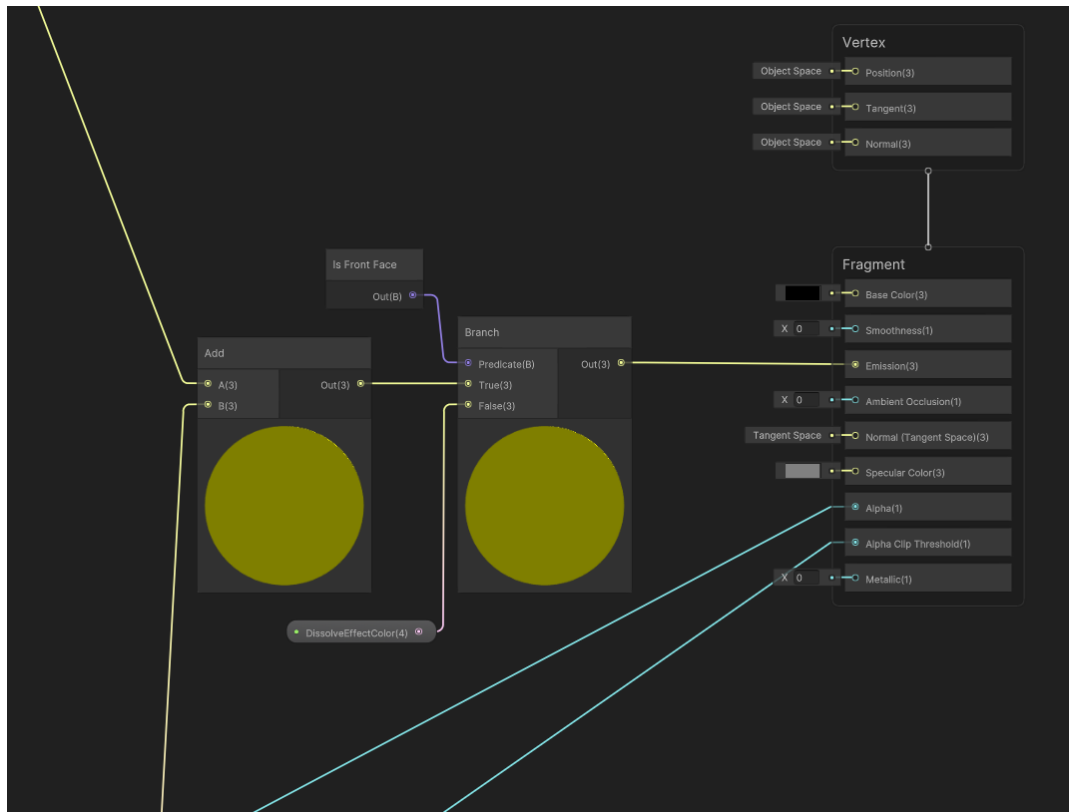 Vertex
Object Space
Position(3)
Object Space
Tangent(3)
Object Space
Normal(3)
Is Front Face
Out(B)
Fragment
Base Color(3)
X 0
Smoothness(1)
Branch
Predicate(B)
Out(3)
True(3)
False(3)
Emission(3)
Add
A(3)
Out(3)
B(3)
X 0
Ambient Occlusion(1)
Tangent Space
Normal (Tangent Space)(3)
Specular Color(3)
Alpha(1)
Alpha Clip Threshold(1)
X 0
Metallic(1)
DissolveEffectColor(4)